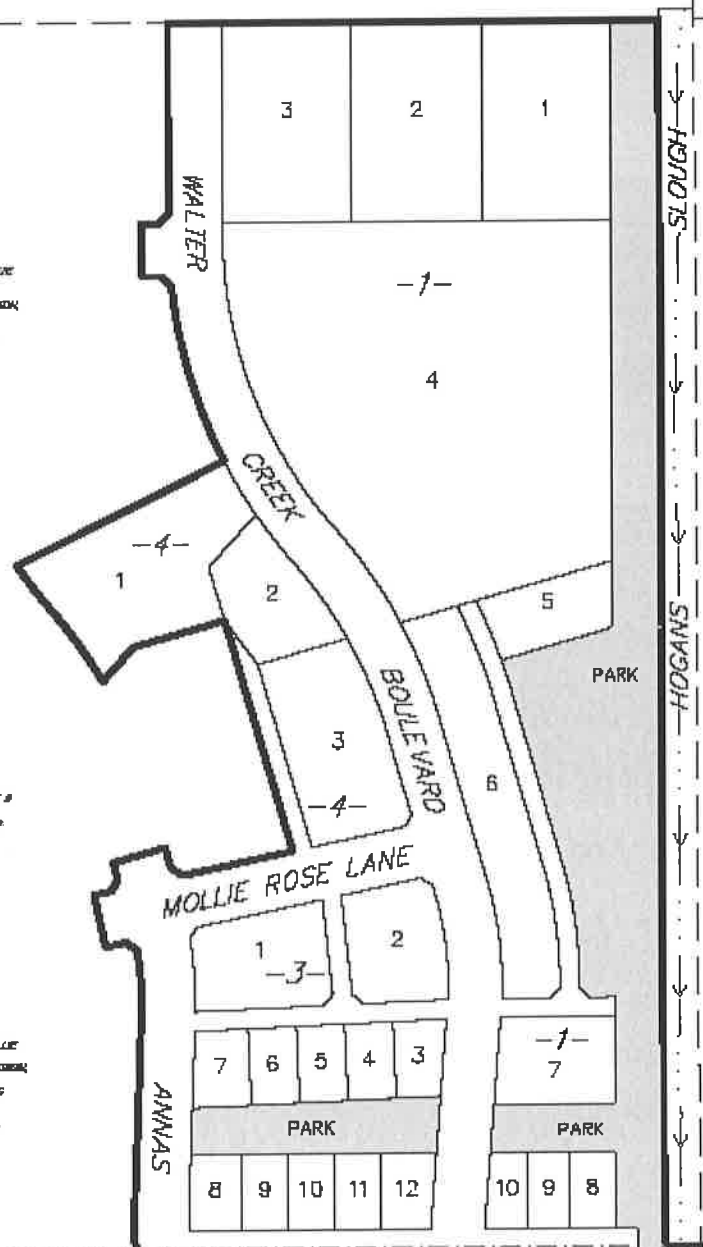 3 2 1
SLOUGH
WALTER
-1-
4
CREEK
-4-
1
2
5
HOGANS
PARK
BOULEVARD
3
6
-4-
MOLLIE ROSE LANE
1
2
-3-
7 6 5 4 3
-1-
7
ANNAS
PARK
PARK
8 9 10 11 12
10 9 8